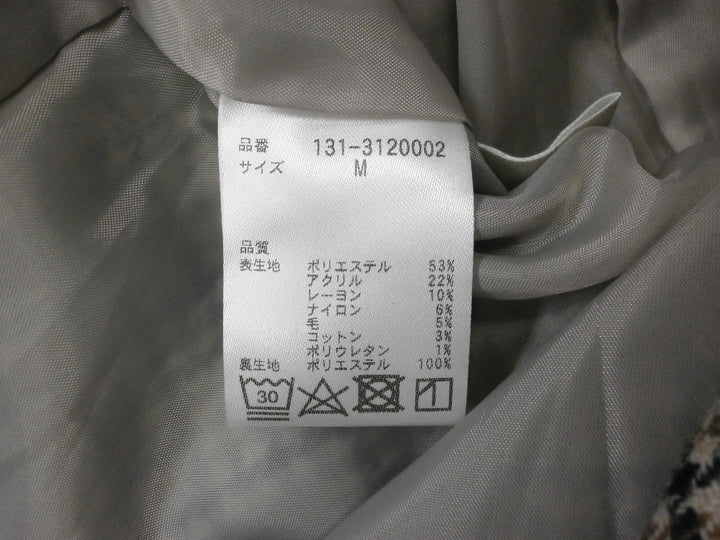 品番 131-3120002
サイズ M
品質
表生地 ポリエステル 53%
アクリル 22%
レーヨン 10%
ナイロン 6%
毛 5%
コットン 3%
ポリウレタン 1%
裏生地 ポリエステル 100%
30